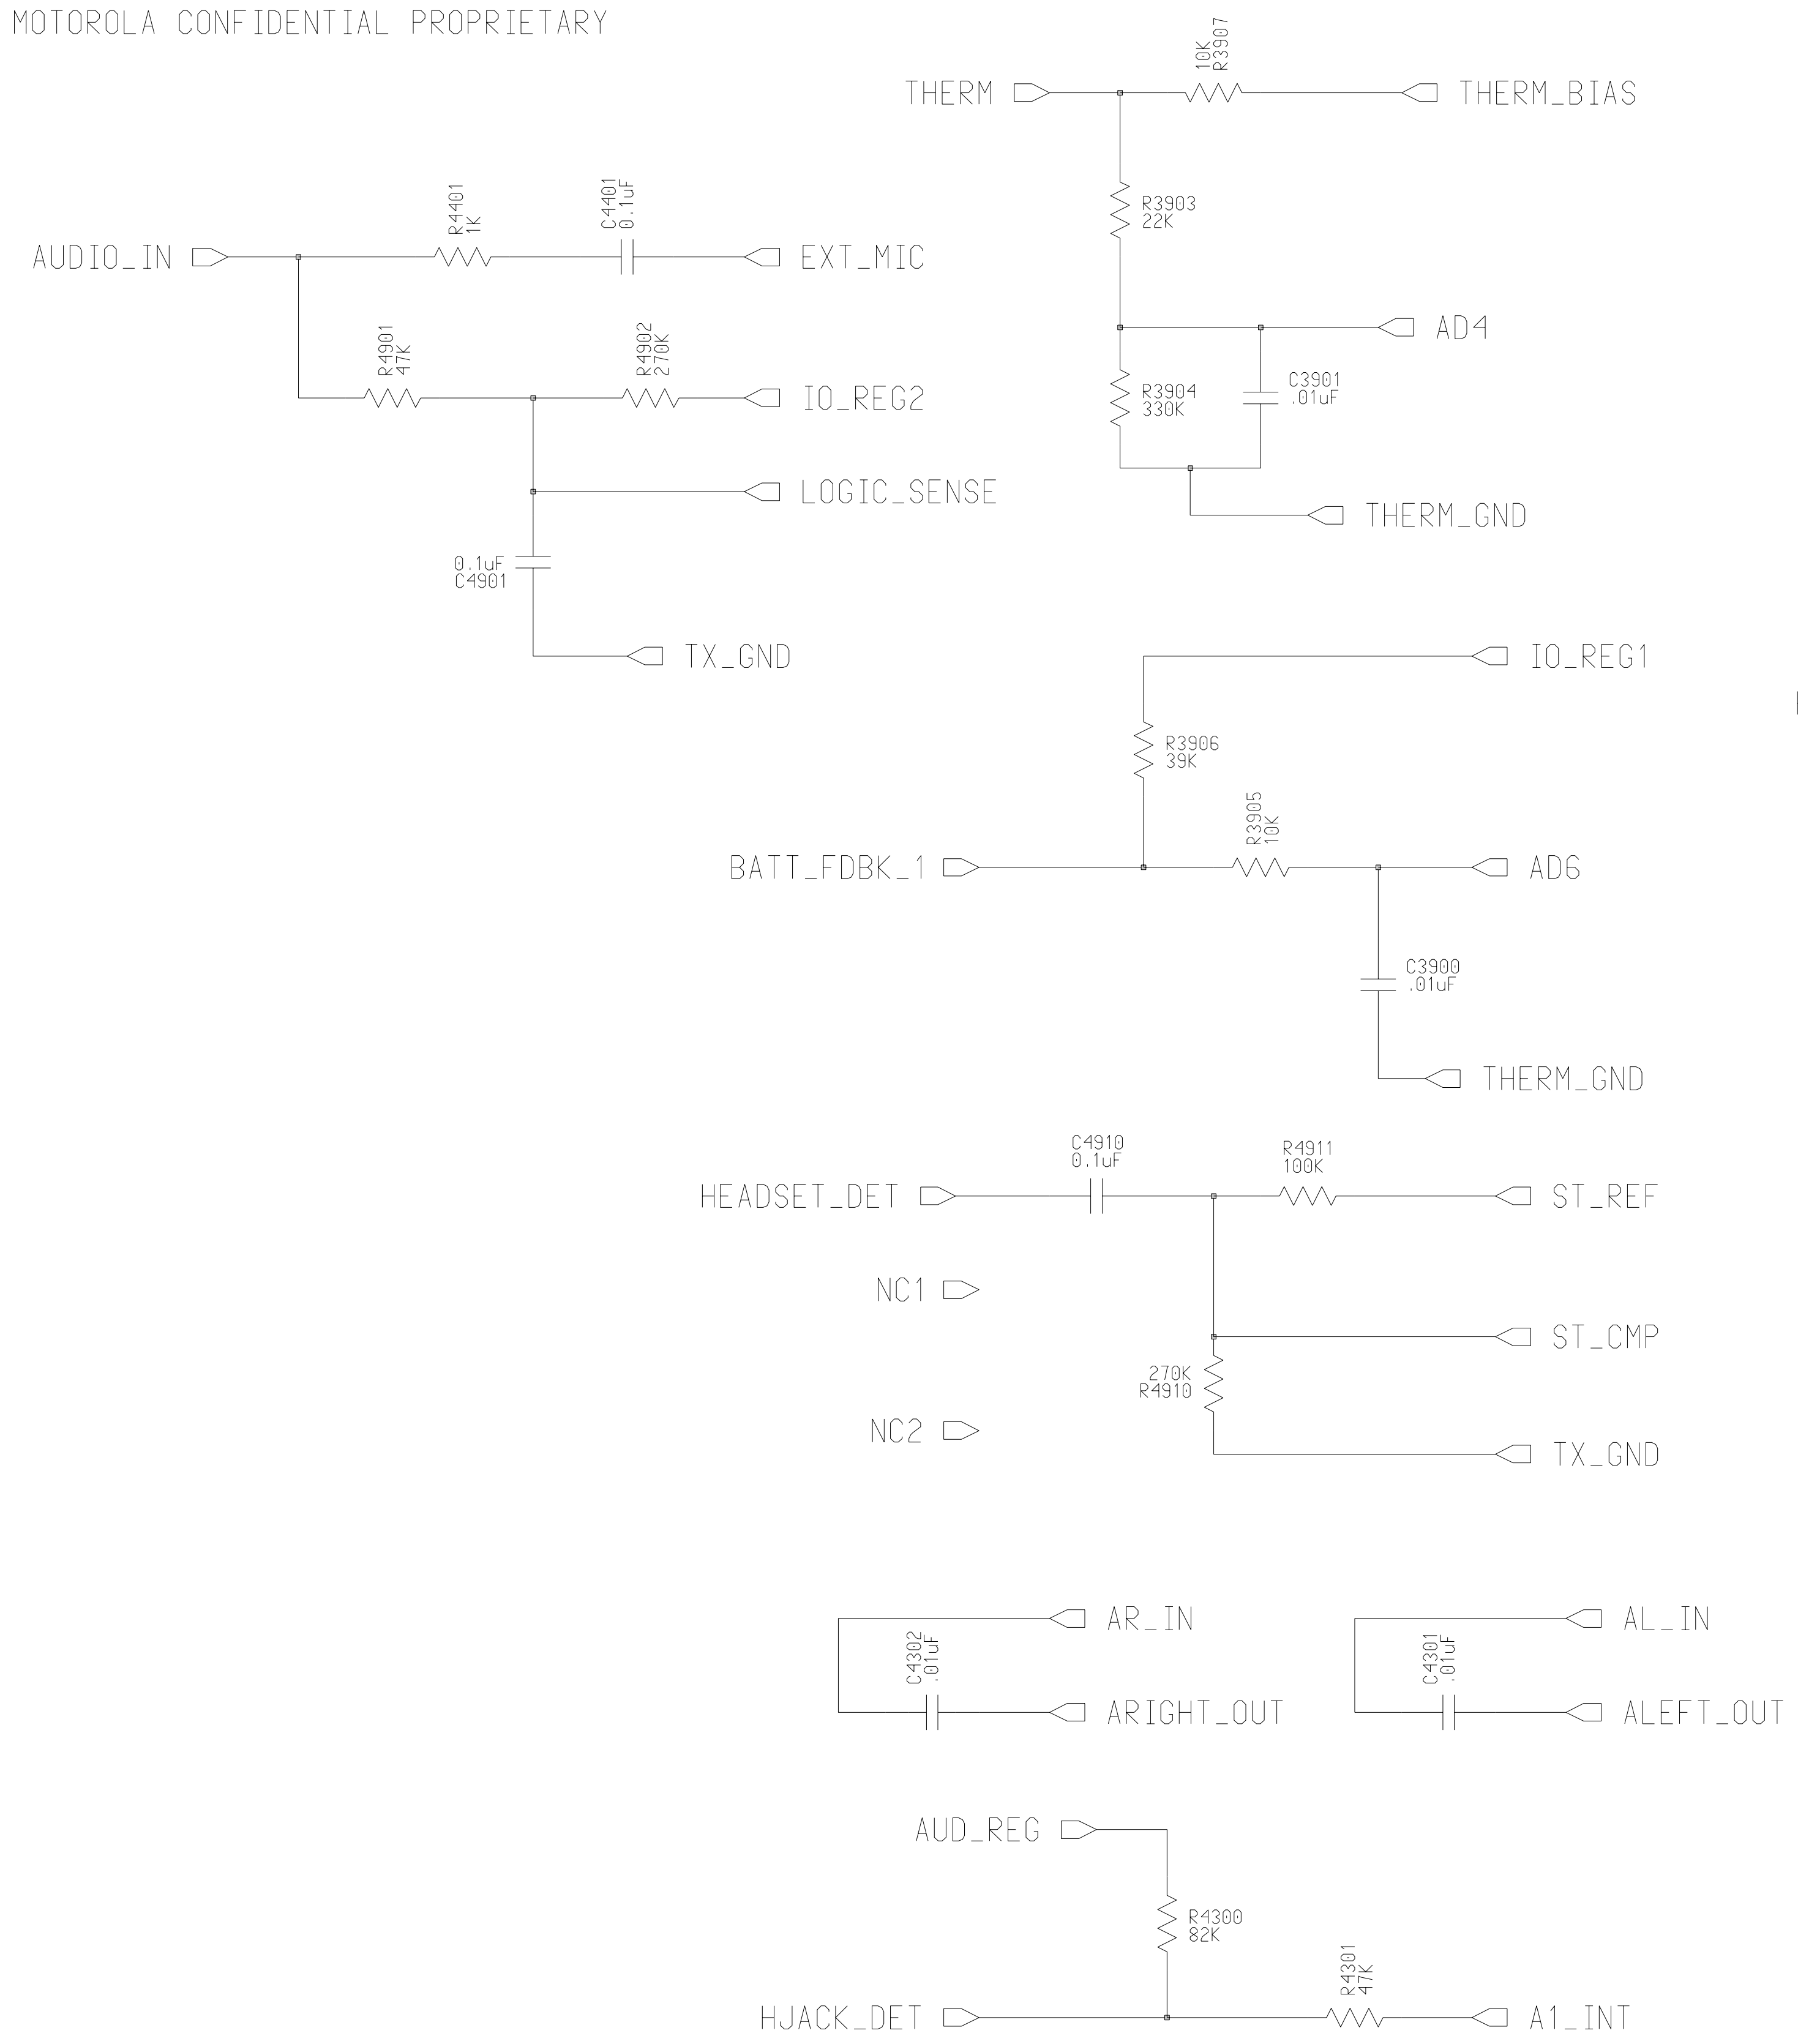 MOTOROLA CONFIDENTIAL PROPRIETARY
10K
R3907
THERM
THERM_BIAS
R3903
22K
R4401
1K
C4401
0.1uF
AUDIO_IN
EXT_MIC
AD4
R4901
47K
R4902
270K
R3904
330K
C3901
.01uF
IO_REG2
LOGIC_SENSE
THERM_GND
0.1uF
C4901
TX_GND
IO_REG1
R3906
39K
R3905
10K
BATT_FDBK_1
AD6
C3900
.01uF
THERM_GND
C4910
0.1uF
R4911
100K
HEADSET_DET
ST_REF
NC1
ST_CMP
270K
R4910
NC2
TX_GND
AR_IN
AL_IN
C4302
.01uF
C4301
.01uF
ARIGHT_OUT
ALEFT_OUT
AUD_REG
R4300
82K
R4301
47K
HJACK_DET
A1_INT